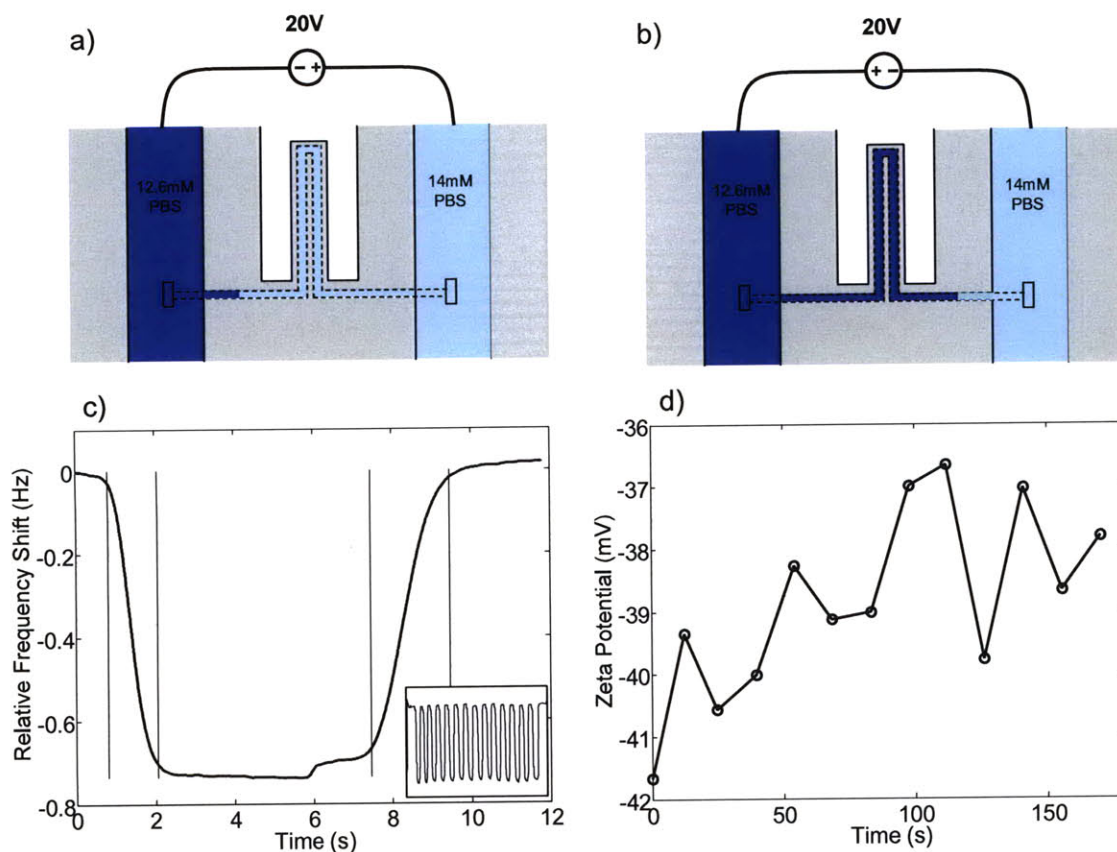 a)
20V
- +
12.6mM
PBS
14mM
PBS
b)
20V
+ -
12.6mM
PBS
14mM
PBS
c)
Relative Frequency Shift (Hz)
0
-0.2
-0.4
-0.6
-0.8
0 2 4 6 8 10 12
Time (s)
d)
Zeta Potential (mV)
-36
-37
-38
-39
-40
-41
-42
0 50 100 150
Time (s)